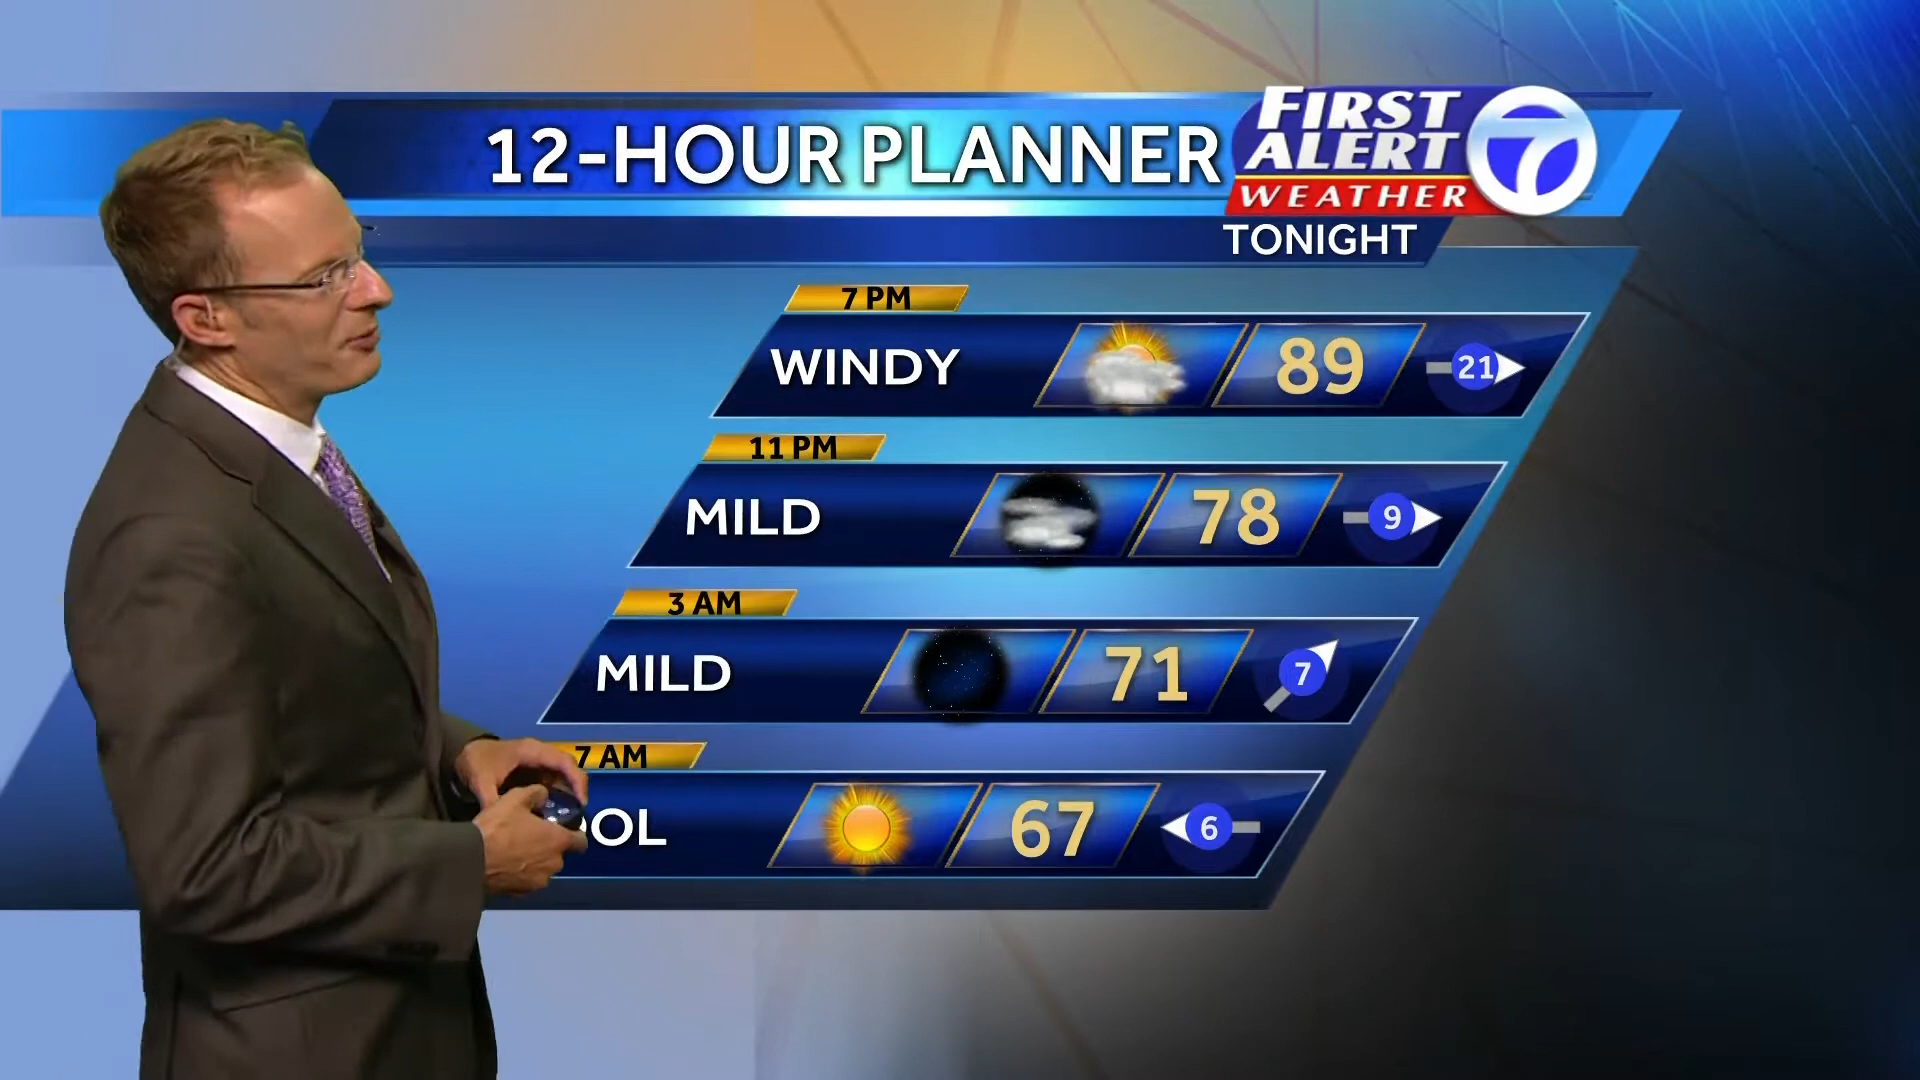 12-HOUR PLANNER
FIRST
ALERT
WEATHER
7
TONIGHT
7 PM
WINDY 89 21
11 PM
MILD 78 9
3 AM
MILD 71 7
7 AM
OOL 67 6